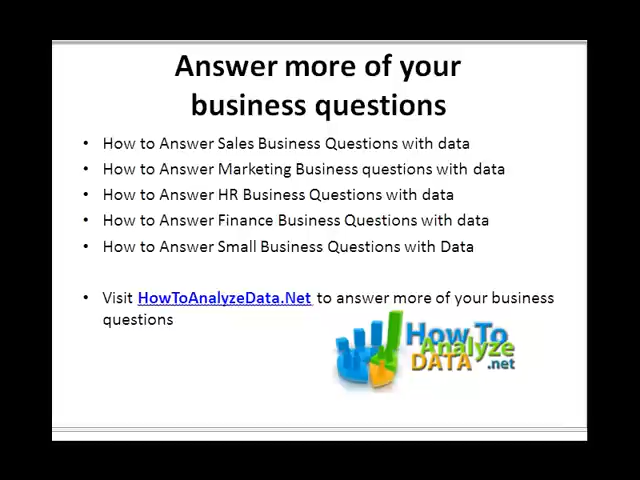 Answer more of your
business questions
• How to Answer Sales Business Questions with data
• How to Answer Marketing Business questions with data
• How to Answer HR Business Questions with data
• How to Answer Finance Business Questions with data
• How to Answer Small Business Questions with Data
• Visit HowToAnalyzeData.Net to answer more of your business
questions
How To
Analyze
DATA .net